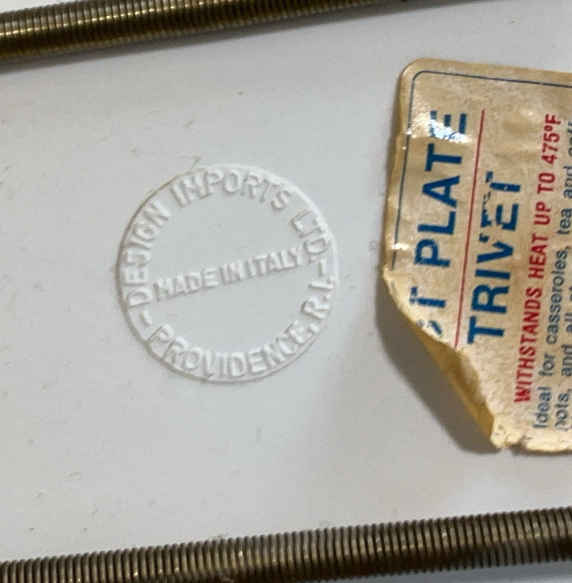 DESIGN IMPORTS LTD.
MADE IN ITALY
PROVIDENCE, R.I.
PLATE
TRIVET
WITHSTANDS HEAT UP TO 475°F
Ideal for casseroles, tea and
pots, and all